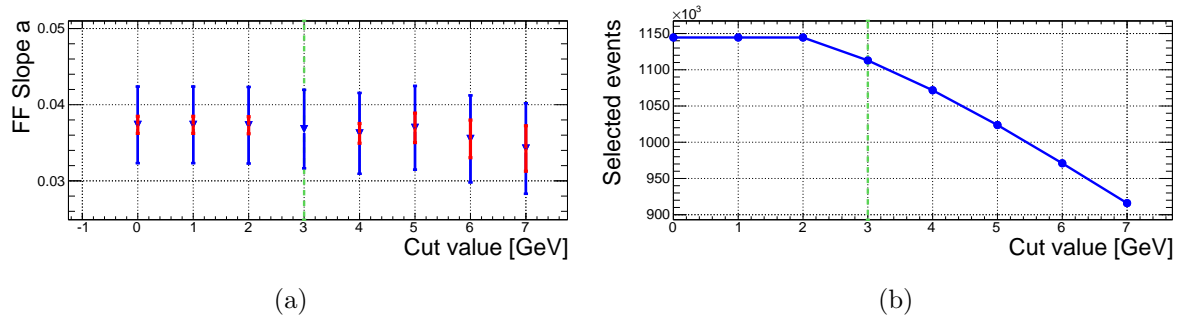 FF Slope a
0.05
0.04
0.03
-1 0 1 2 3 4 5 6 7
Cut value [GeV]
(a)
×10³
Selected events
1150
1100
1050
1000
950
900
0 1 2 3 4 5 6 7
Cut value [GeV]
(b)